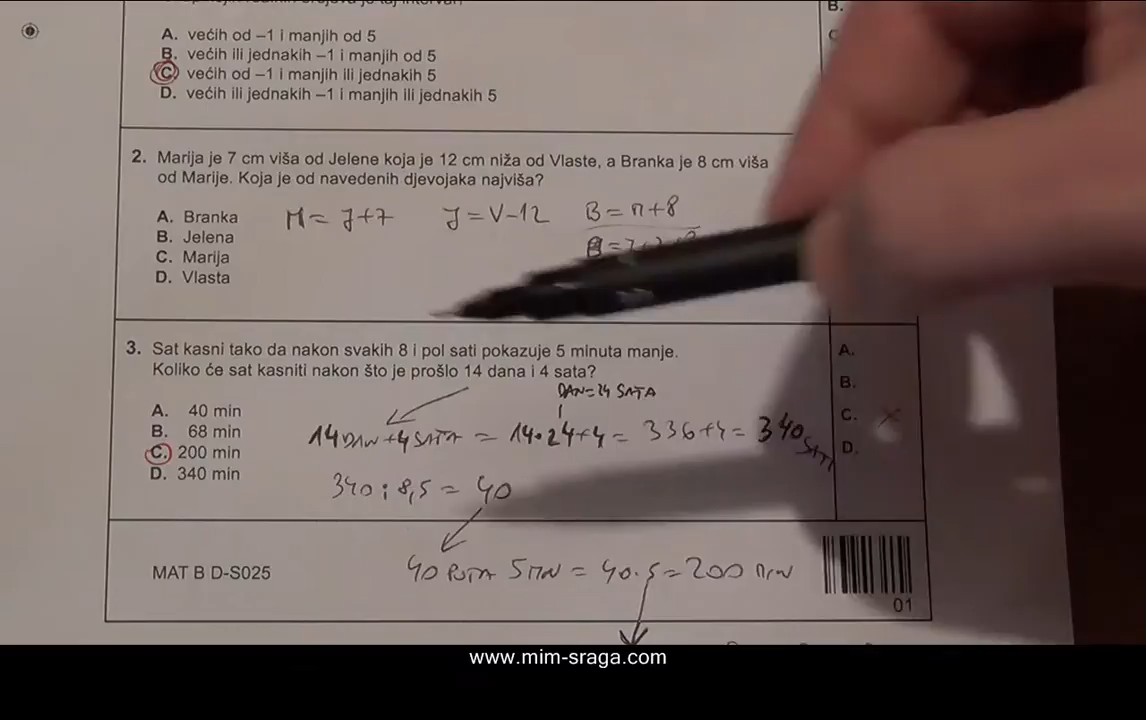 B.
A. većih od –1 i manjih od 5
B. većih ili jednakih –1 i manjih od 5
C. većih od –1 i manjih ili jednakih 5
D. većih ili jednakih –1 i manjih ili jednakih 5
2. Marija je 7 cm viša od Jelene koja je 12 cm niža od Vlaste, a Branka je 8 cm viša
od Marije. Koja je od navedenih djevojaka najviša?
A. Branka
B. Jelena
C. Marija
D. Vlasta
M = J+7 J = V-12 B = M+8
3. Sat kasni tako da nakon svakih 8 i pol sati pokazuje 5 minuta manje.
Koliko će sat kasniti nakon što je prošlo 14 dana i 4 sata?
DAN=24 SATA
A. 40 min
B. 68 min
C. 200 min
D. 340 min
14 DAN +4 SATA = 14·24+4 = 336+4 = 340 SATI
340 : 8,5 = 40
A.
B.
C. X
D.
40 PUTA 5 MIN = 40·5 = 200 MIN
MAT B D-S025
01
www.mim-sraga.com